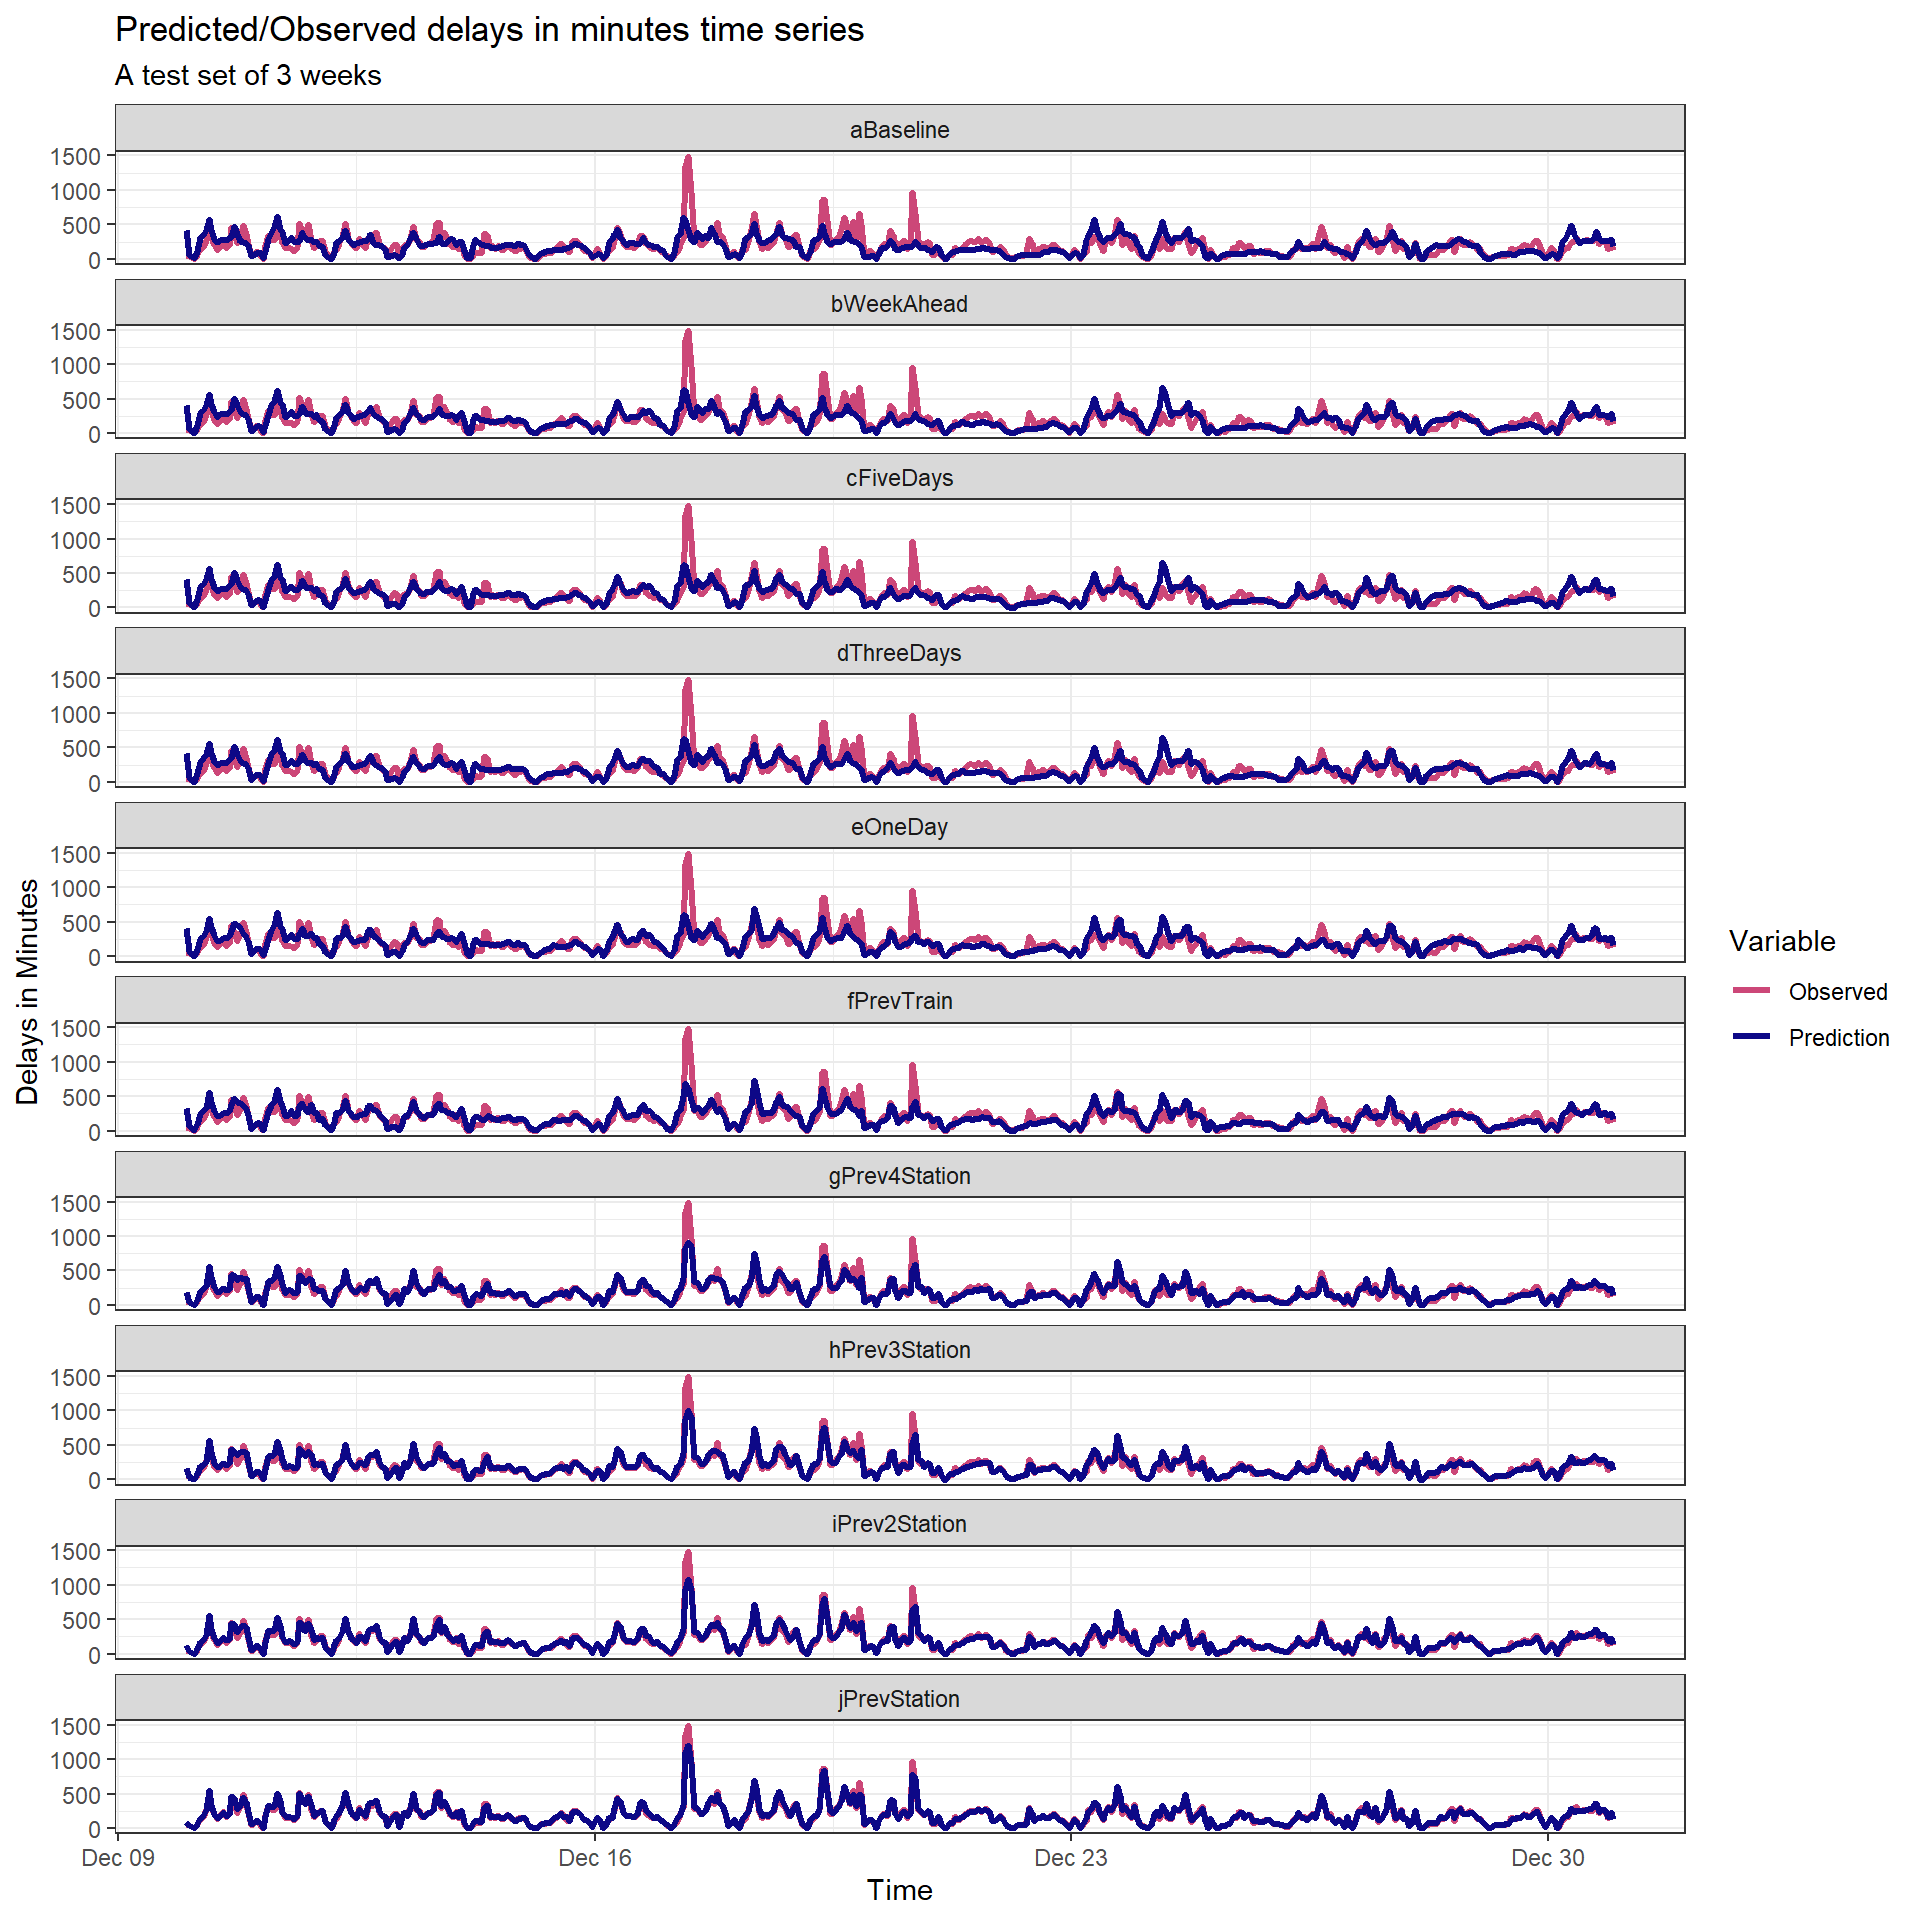 Predicted/Observed delays in minutes time series
A test set of 3 weeks
aBaseline
1500
1000
500
0
bWeekAhead
1500
1000
500
0
cFiveDays
1500
1000
500
0
dThreeDays
1500
1000
500
0
eOneDay
1500
1000
500
0
fPrevTrain
1500
1000
500
0
gPrev4Station
1500
1000
500
0
hPrev3Station
1500
1000
500
0
iPrev2Station
1500
1000
500
0
jPrevStation
1500
1000
500
0
Dec 09 Dec 16 Dec 23 Dec 30
Time
Delays in Minutes
Variable
Observed
Prediction